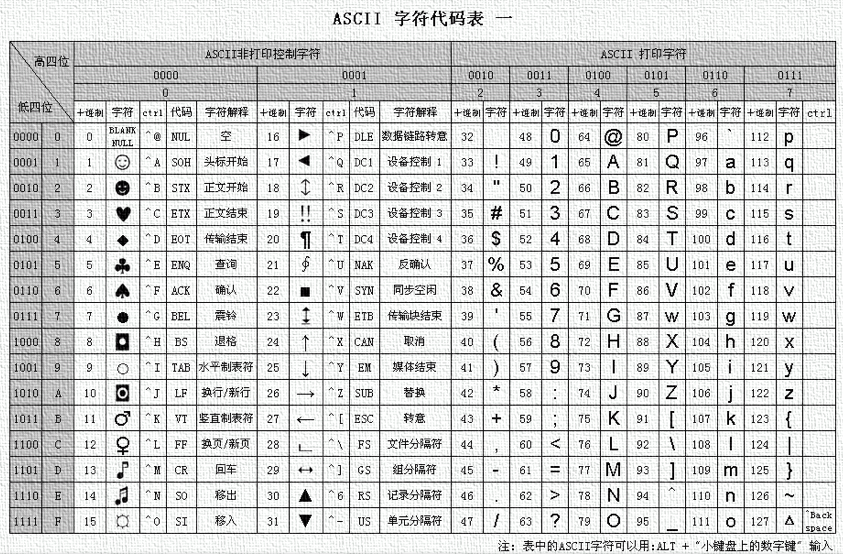 ASCII 字符代码表 一
高四位 ASCII非打印控制字符 ASCII 打印字符
0000 0001 0010 0011 0100 0101 0110 0111
0 1 2 3 4 5 6 7
低四位
十进制 字符 ctrl 代码 字符解释 十进制 字符 ctrl 代码 字符解释 十进制 字符 十进制 字符 十进制 字符 十进制 字符 十进制 字符 十进制 字符 ctrl
0000 0 0 BLANK NULL ^@ NUL 空 16 ► ^P DLE 数据链路转意 32 48 0 64 @ 80 P 96 ` 112 p
0001 1 1 ☺ ^A SOH 头标开始 17 ◄ ^Q DC1 设备控制 1 33 ! 49 1 65 A 81 Q 97 a 113 q
0010 2 2 ☻ ^B STX 正文开始 18 ↕ ^R DC2 设备控制 2 34 " 50 2 66 B 82 R 98 b 114 r
0011 3 3 ♥ ^C ETX 正文结束 19 ‼ ^S DC3 设备控制 3 35 # 51 3 67 C 83 S 99 c 115 s
0100 4 4 ♦ ^D EOT 传输结束 20 ¶ ^T DC4 设备控制 4 36 $ 52 4 68 D 84 T 100 d 116 t
0101 5 5 ♣ ^E ENQ 查询 21 ∮ ^U NAK 反确认 37 % 53 5 69 E 85 U 101 e 117 u
0110 6 6 ♠ ^F ACK 确认 22 ■ ^V SYN 同步空闲 38 & 54 6 70 F 86 V 102 f 118 v
0111 7 7 ● ^G BEL 震铃 23 ↨ ^W ETB 传输块结束 39 ' 55 7 71 G 87 w 103 g 119 w
1000 8 8 ◘ ^H BS 退格 24 ↑ ^X CAN 取消 40 ( 56 8 72 H 88 X 104 h 120 x
1001 9 9 ○ ^I TAB 水平制表符 25 ↓ ^Y EM 媒体结束 41 ) 57 9 73 I 89 Y 105 i 121 y
1010 A 10 ◙ ^J LF 换行/新行 26 → ^Z SUB 替换 42 * 58 : 74 J 90 Z 106 j 122 z
1011 B 11 ♂ ^K VT 竖直制表符 27 ← ^[ ESC 转意 43 + 59 ; 75 K 91 [ 107 k 123 {
1100 C 12 ♀ ^L FF 换页/新页 28 ∟ ^\ FS 文件分隔符 44 , 60 < 76 L 92 \ 108 l 124 |
1101 D 13 ♪ ^M CR 回车 29 ↔ ^] GS 组分隔符 45 - 61 = 77 M 93 ] 109 m 125 }
1110 E 14 ♫ ^N SO 移出 30 ▲ ^6 RS 记录分隔符 46 . 62 > 78 N 94 ^ 110 n 126 ~
1111 F 15 ☼ ^O SI 移入 31 ▼ ^- US 单元分隔符 47 / 63 ? 79 O 95 _ 111 o 127 Δ ^Back space
注: 表中的ASCII字符可以用:ALT + "小键盘上的数字键" 输入